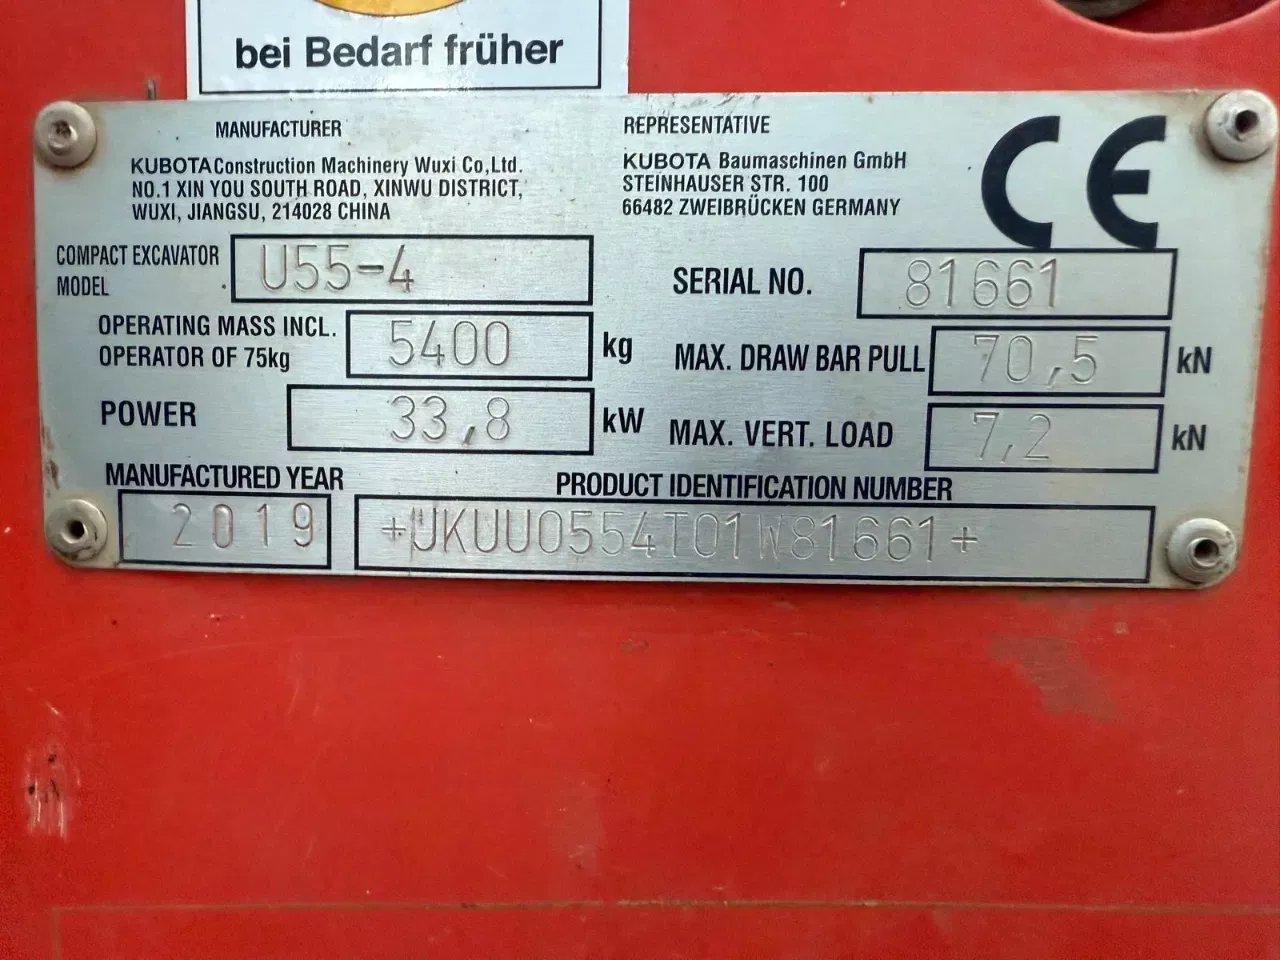 bei Bedarf früher
MANUFACTURER
KUBOTA Construction Machinery Wuxi Co,Ltd.
NO.1 XIN YOU SOUTH ROAD, XINWU DISTRICT,
WUXI, JIANGSU, 214028 CHINA
REPRESENTATIVE
KUBOTA Baumaschinen GmbH
STEINHAUSER STR. 100
66482 ZWEIBRÜCKEN GERMANY
CE
COMPACT EXCAVATOR
MODEL
U55-4
SERIAL NO.
81661
OPERATING MASS INCL.
OPERATOR OF 75kg
5400 kg
MAX. DRAW BAR PULL 70,5 kN
POWER 33,8 kW
MAX. VERT. LOAD 7,2 kN
MANUFACTURED YEAR
2019
PRODUCT IDENTIFICATION NUMBER
+JKUU0554T01W81661+